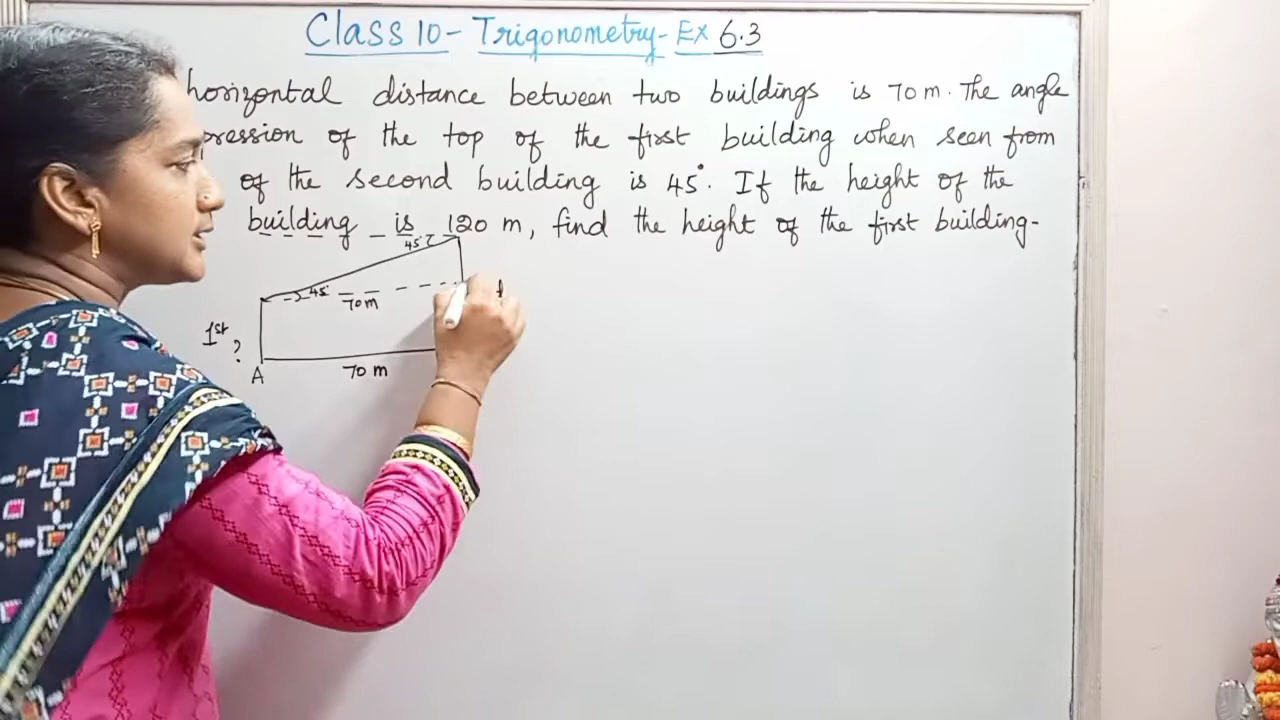 Class 10 - Trigonometry - Ex 6.3
horizontal distance between two buildings is 70 m. The angle
pression of the top of the first building when seen from
of the second building is 45°. If the height of the
building is 120 m, find the height of the first building.
45°
45°
70 m
1st
?
A
70 m